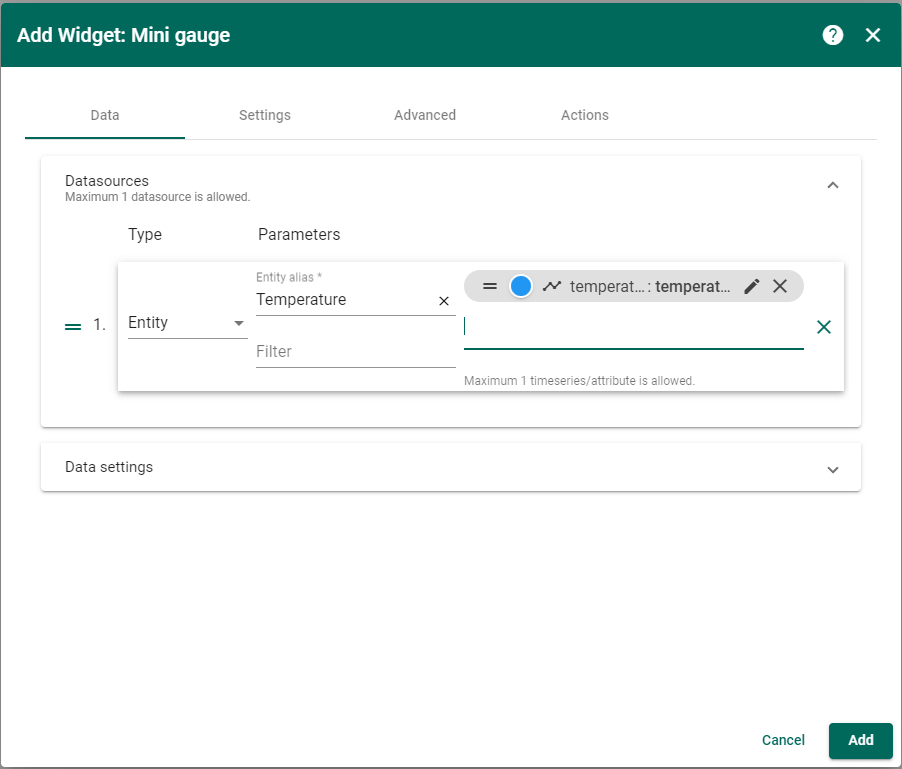 Add Widget: Mini gauge
Data Settings Advanced Actions
Datasources
Maximum 1 datasource is allowed.
Type Parameters
Entity alias *
temperat... : temperat...
Temperature
1. Entity
Filter
Maximum 1 timeseries/attribute is allowed.
Data settings
Cancel Add